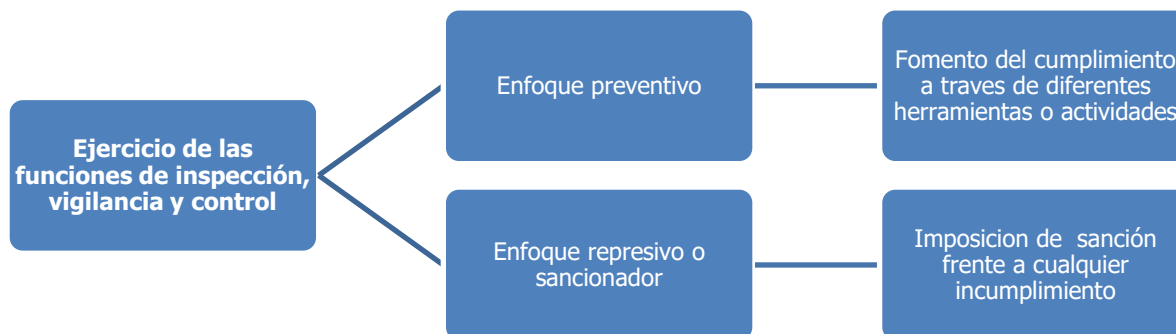 Ejercicio de las
funciones de inspección,
vigilancia y control
Enfoque preventivo
Fomento del cumplimiento
a traves de diferentes
herramientas o actividades
Enfoque represivo o
sancionador
Imposicion de sanción
frente a cualquier
incumplimiento